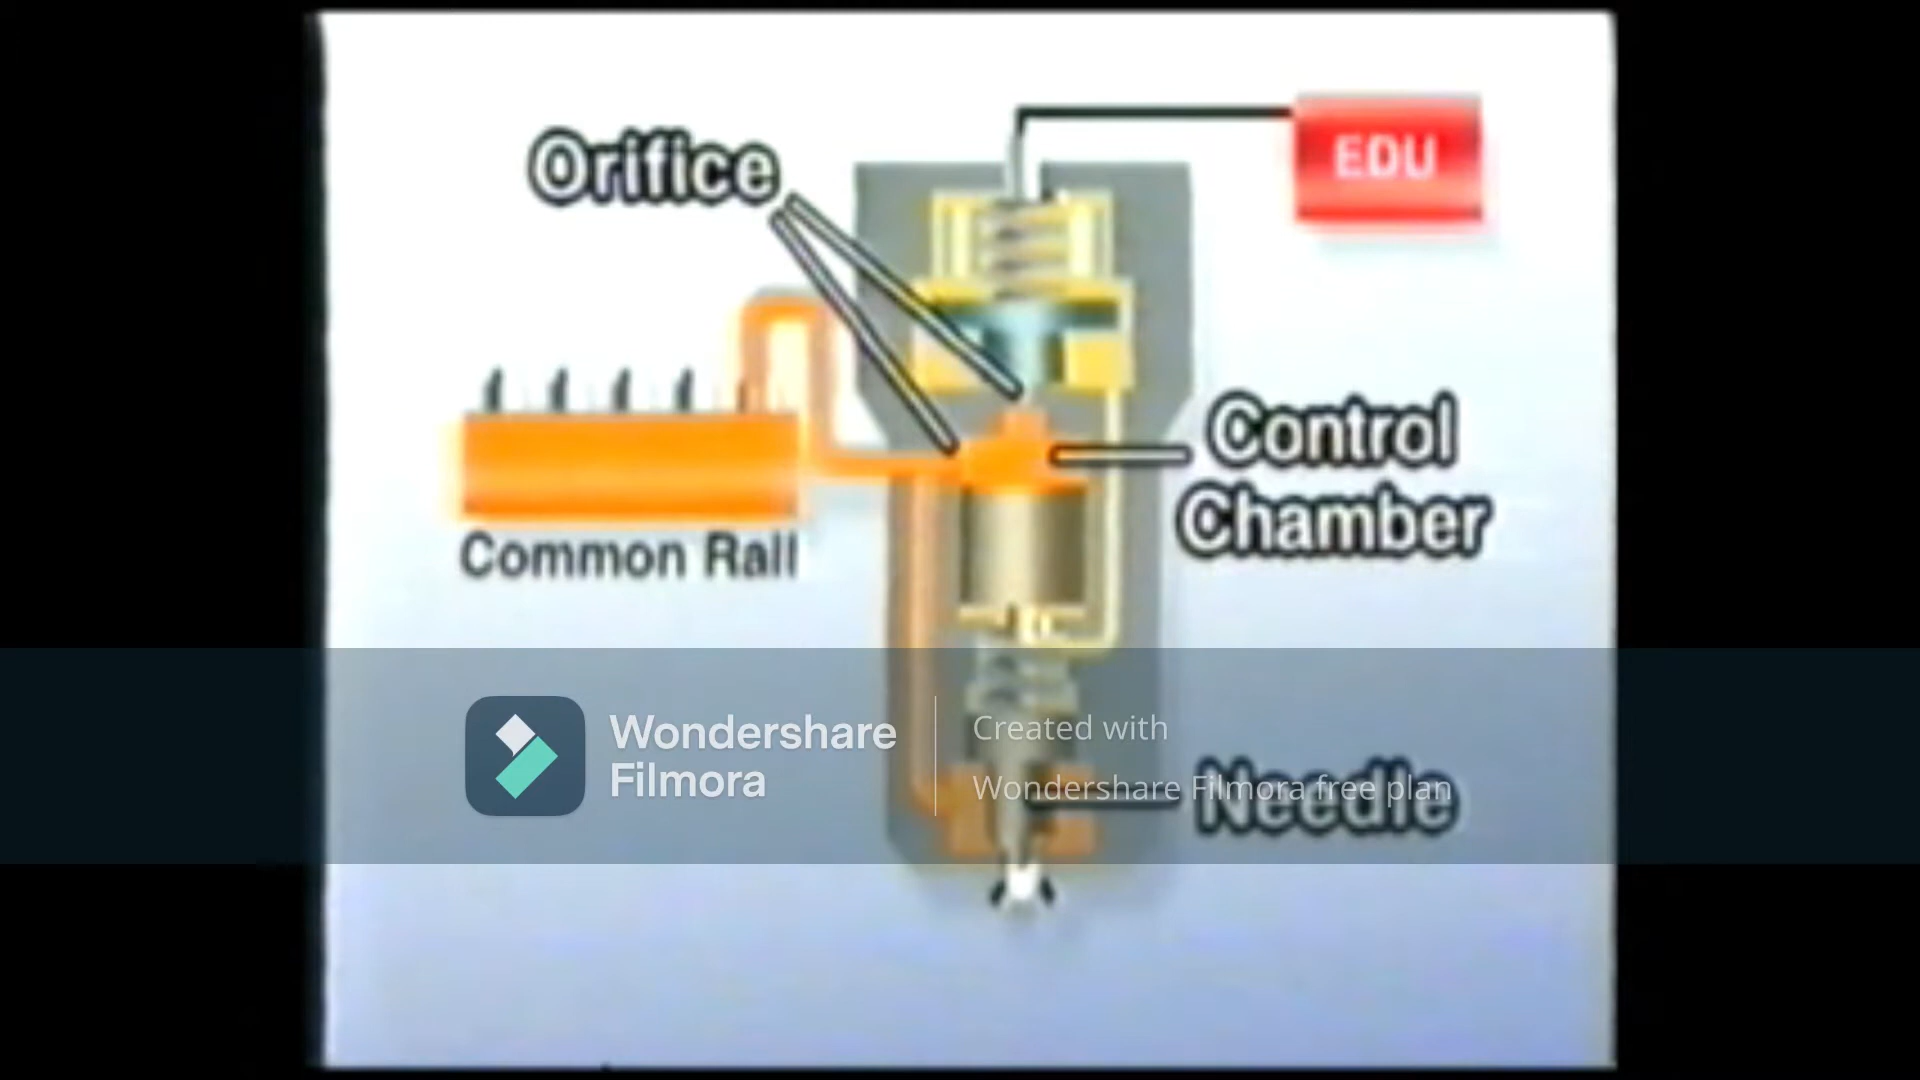 Orifice
EDU
Control
Chamber
Common Rail
Needle
Wondershare
Filmora
Created with
Wondershare Filmora free plan